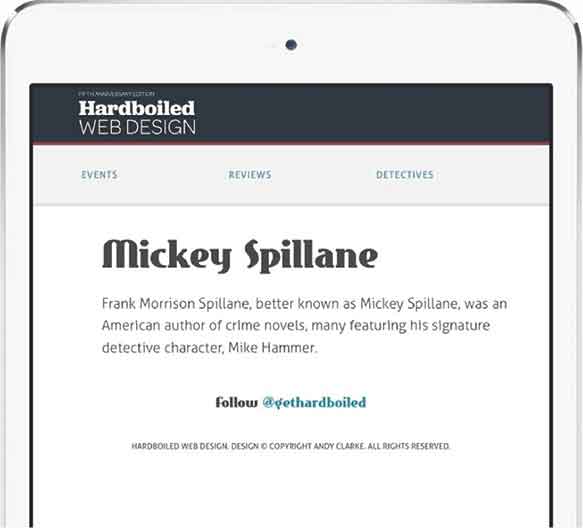 FIFTH ANNIVERSARY EDITION
Hardboiled
WEB DESIGN
EVENTS REVIEWS DETECTIVES
Mickey Spillane
Frank Morrison Spillane, better known as Mickey Spillane, was an
American author of crime novels, many featuring his signature
detective character, Mike Hammer.
Follow @gethardboiled
HARDBOILED WEB DESIGN. DESIGN © COPYRIGHT ANDY CLARKE. ALL RIGHTS RESERVED.